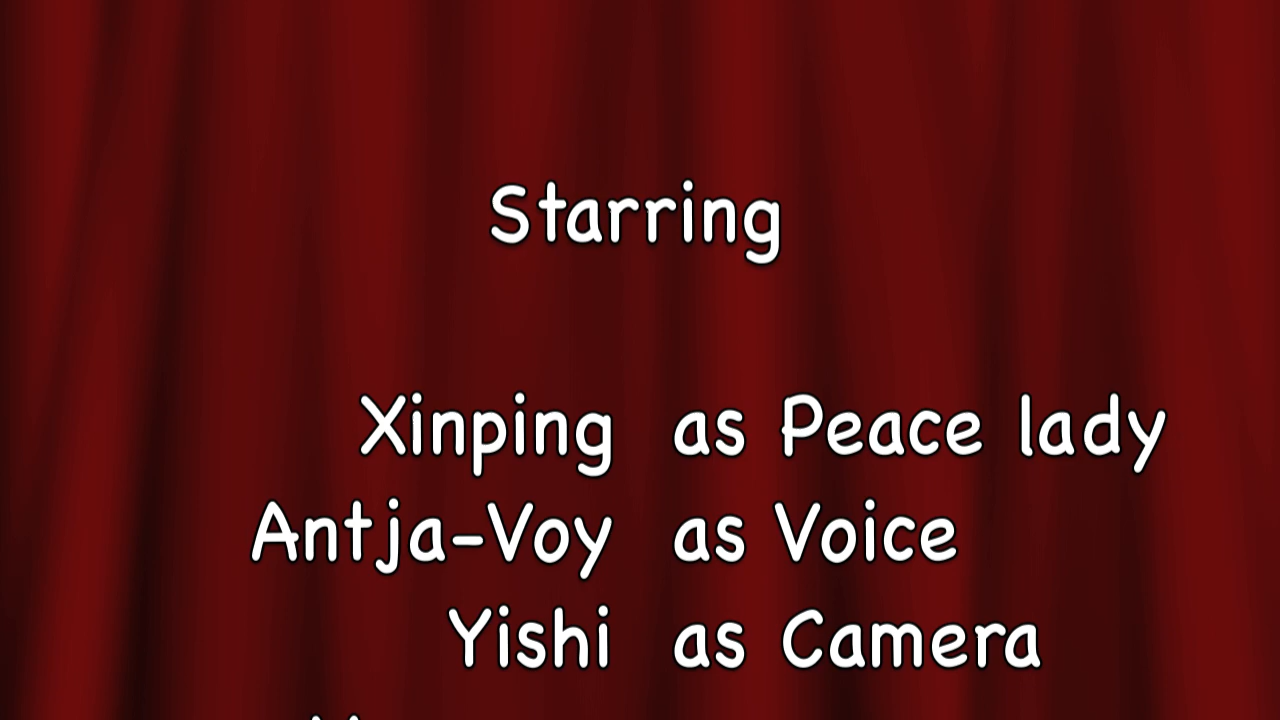 Starring
Xinping as Peace lady
Antja-Voy as Voice
Yishi as Camera